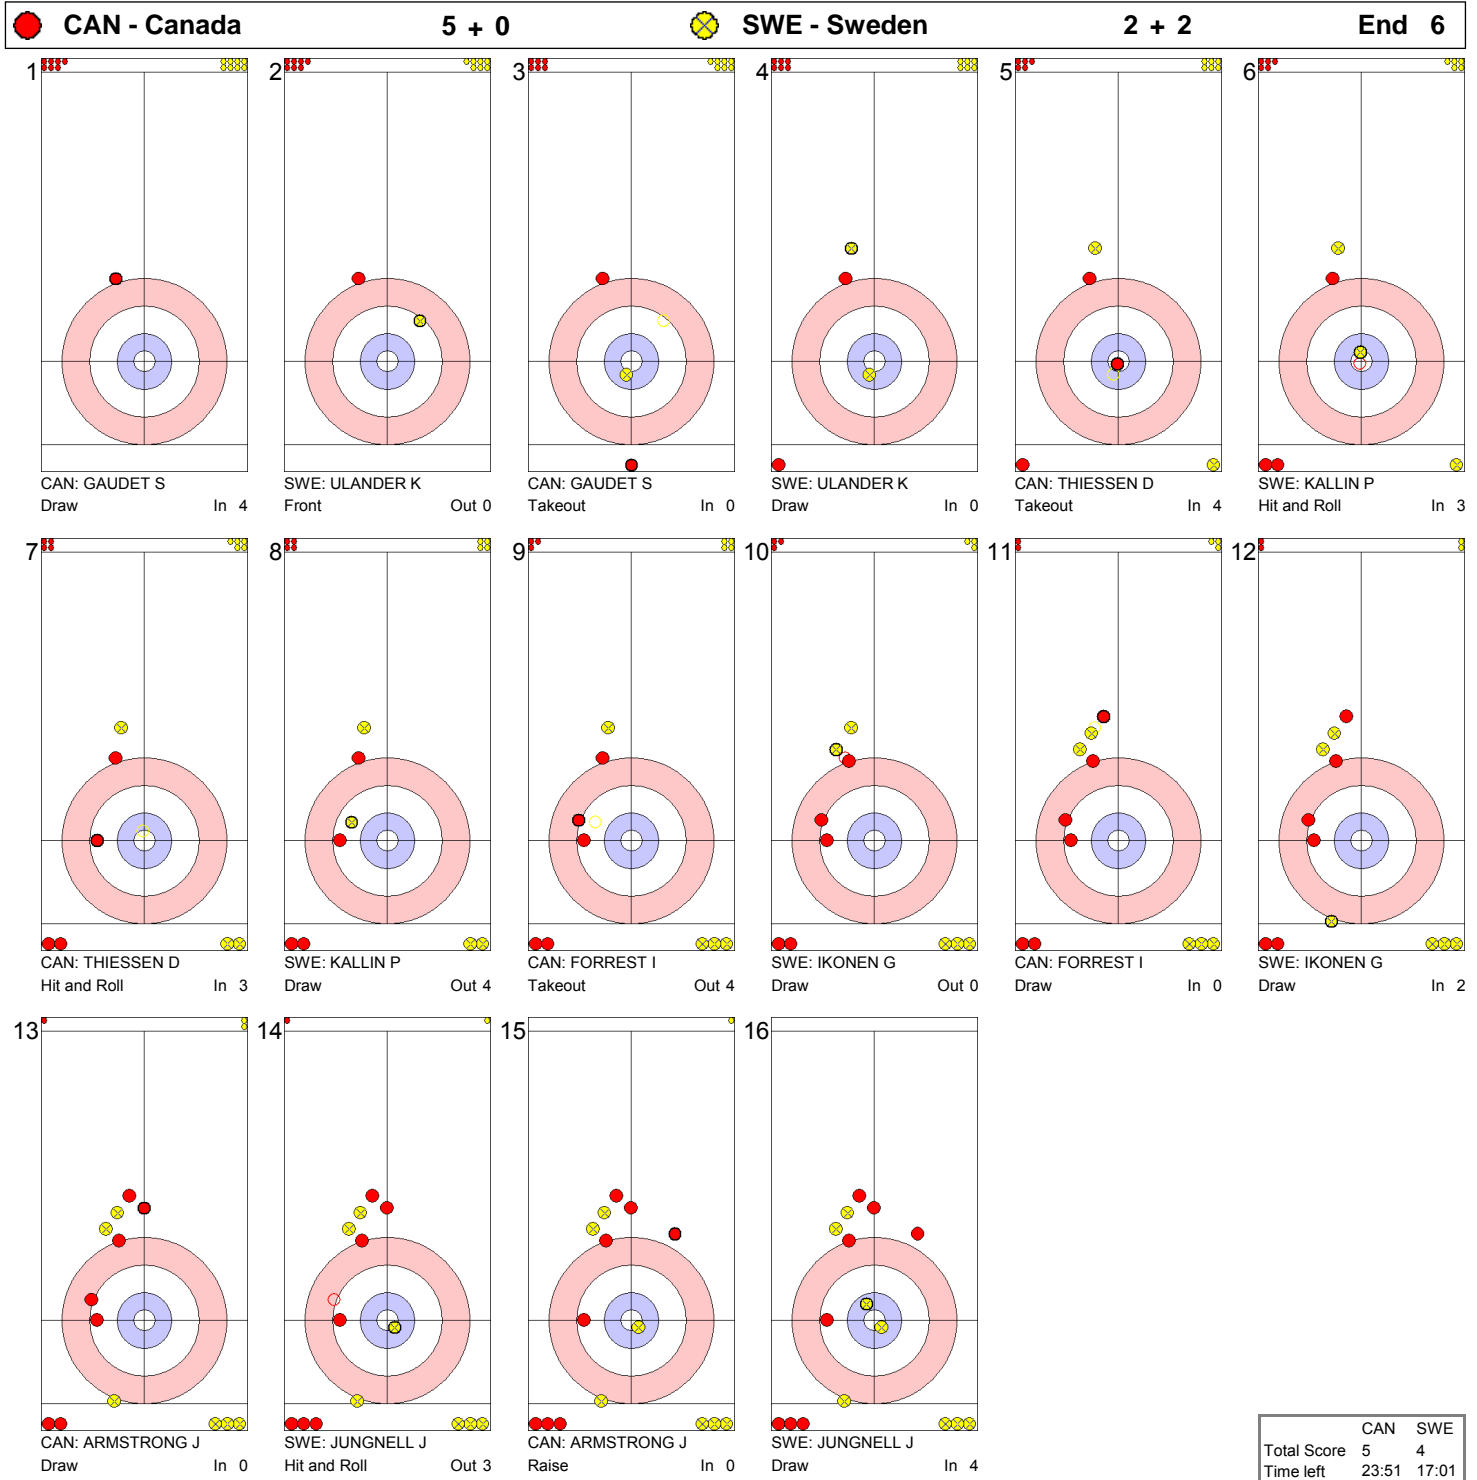 CAN - Canada 5 + 0 SWE - Sweden 2 + 2 End 6
1 2 3 4 5 6
CAN: GAUDET S SWE: ULANDER K CAN: GAUDET S SWE: ULANDER K CAN: THIESSEN D SWE: KALLIN P
Draw In 4 Front Out 0 Takeout In 0 Draw In 0 Takeout In 4 Hit and Roll In 3
7 8 9 10 11 12
CAN: THIESSEN D SWE: KALLIN P CAN: FORREST I SWE: IKONEN G CAN: FORREST I SWE: IKONEN G
Hit and Roll In 3 Draw Out 4 Takeout Out 4 Draw Out 0 Draw In 0 Draw In 2
13 14 15 16
CAN: ARMSTRONG J SWE: JUNGNELL J CAN: ARMSTRONG J SWE: JUNGNELL J
Draw In 0 Hit and Roll Out 3 Raise In 0 Draw In 4
CAN SWE
Total Score 5 4
Time left 23:51 17:01